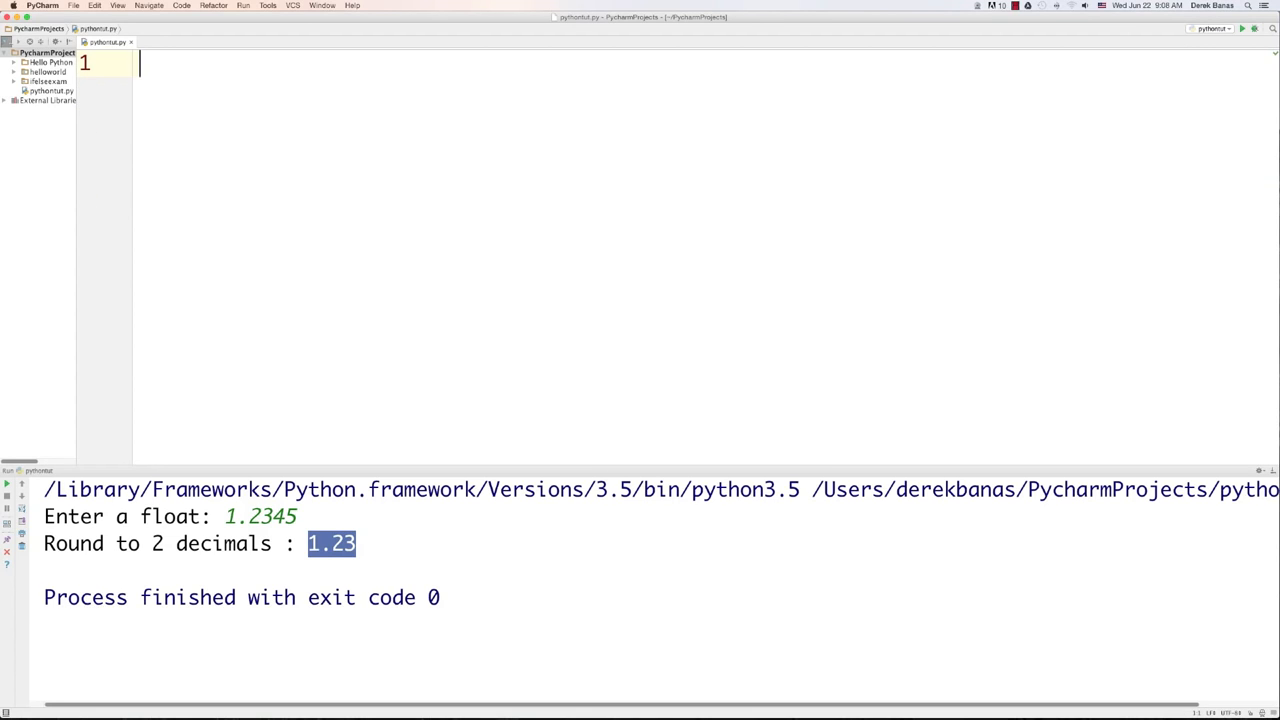 PyCharm File Edit View Navigate Code Refactor Run Tools VCS Window Help 10 Wed Jun 22 9:08 AM Derek Banas
pythontut.py - PycharmProjects - [~/PycharmProjects]
PycharmProjects pythontut.py pythontut
pythontut.py
PycharmProject
1
Hello Python
helloworld
ifelseexam
pythontut.py
External Librarie
Run pythontut
/Library/Frameworks/Python.framework/Versions/3.5/bin/python3.5 /Users/derekbanas/PycharmProjects/pytho
Enter a float: 1.2345
Round to 2 decimals : 1.23
Process finished with exit code 0
1:1 LF÷ UTF-8÷